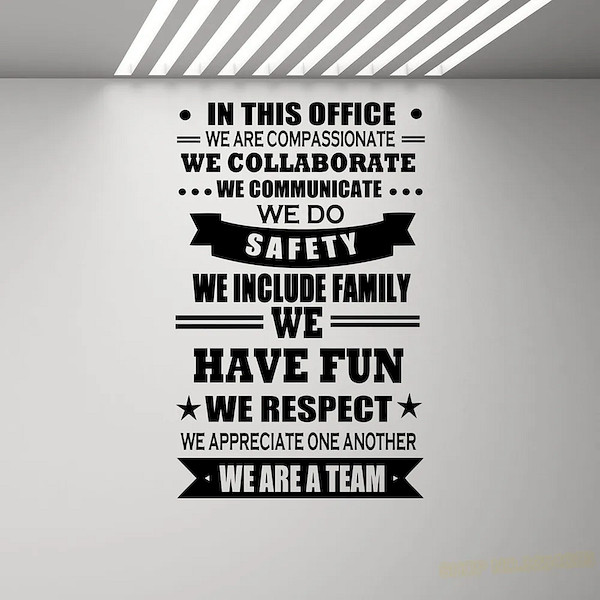 IN THIS OFFICE
WE ARE COMPASSIONATE
WE COLLABORATE
WE COMMUNICATE
WE DO
SAFETY
WE INCLUDE FAMILY
WE
HAVE FUN
WE RESPECT
WE APPRECIATE ONE ANOTHER
WE ARE A TEAM